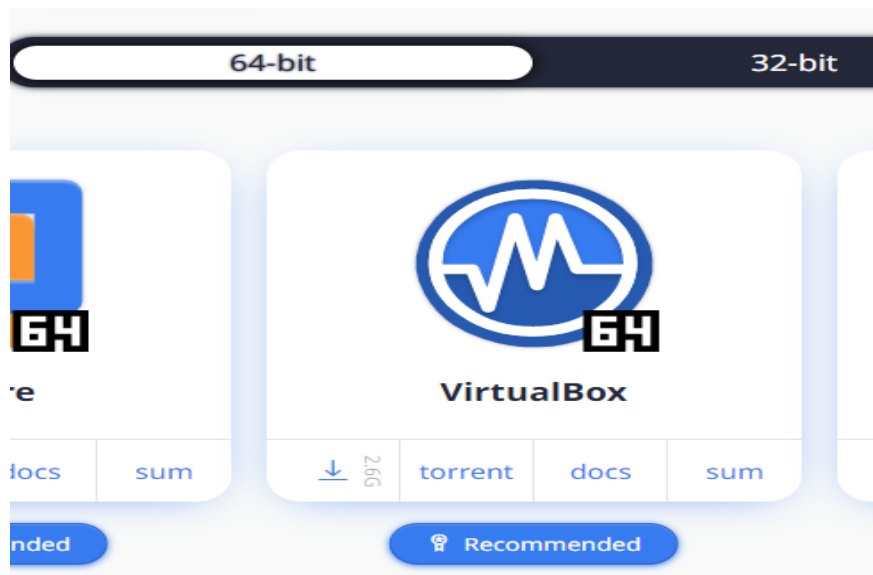 64-bit 32-bit
64 64
re VirtualBox
docs sum 2.6G torrent docs sum
nded Recommended